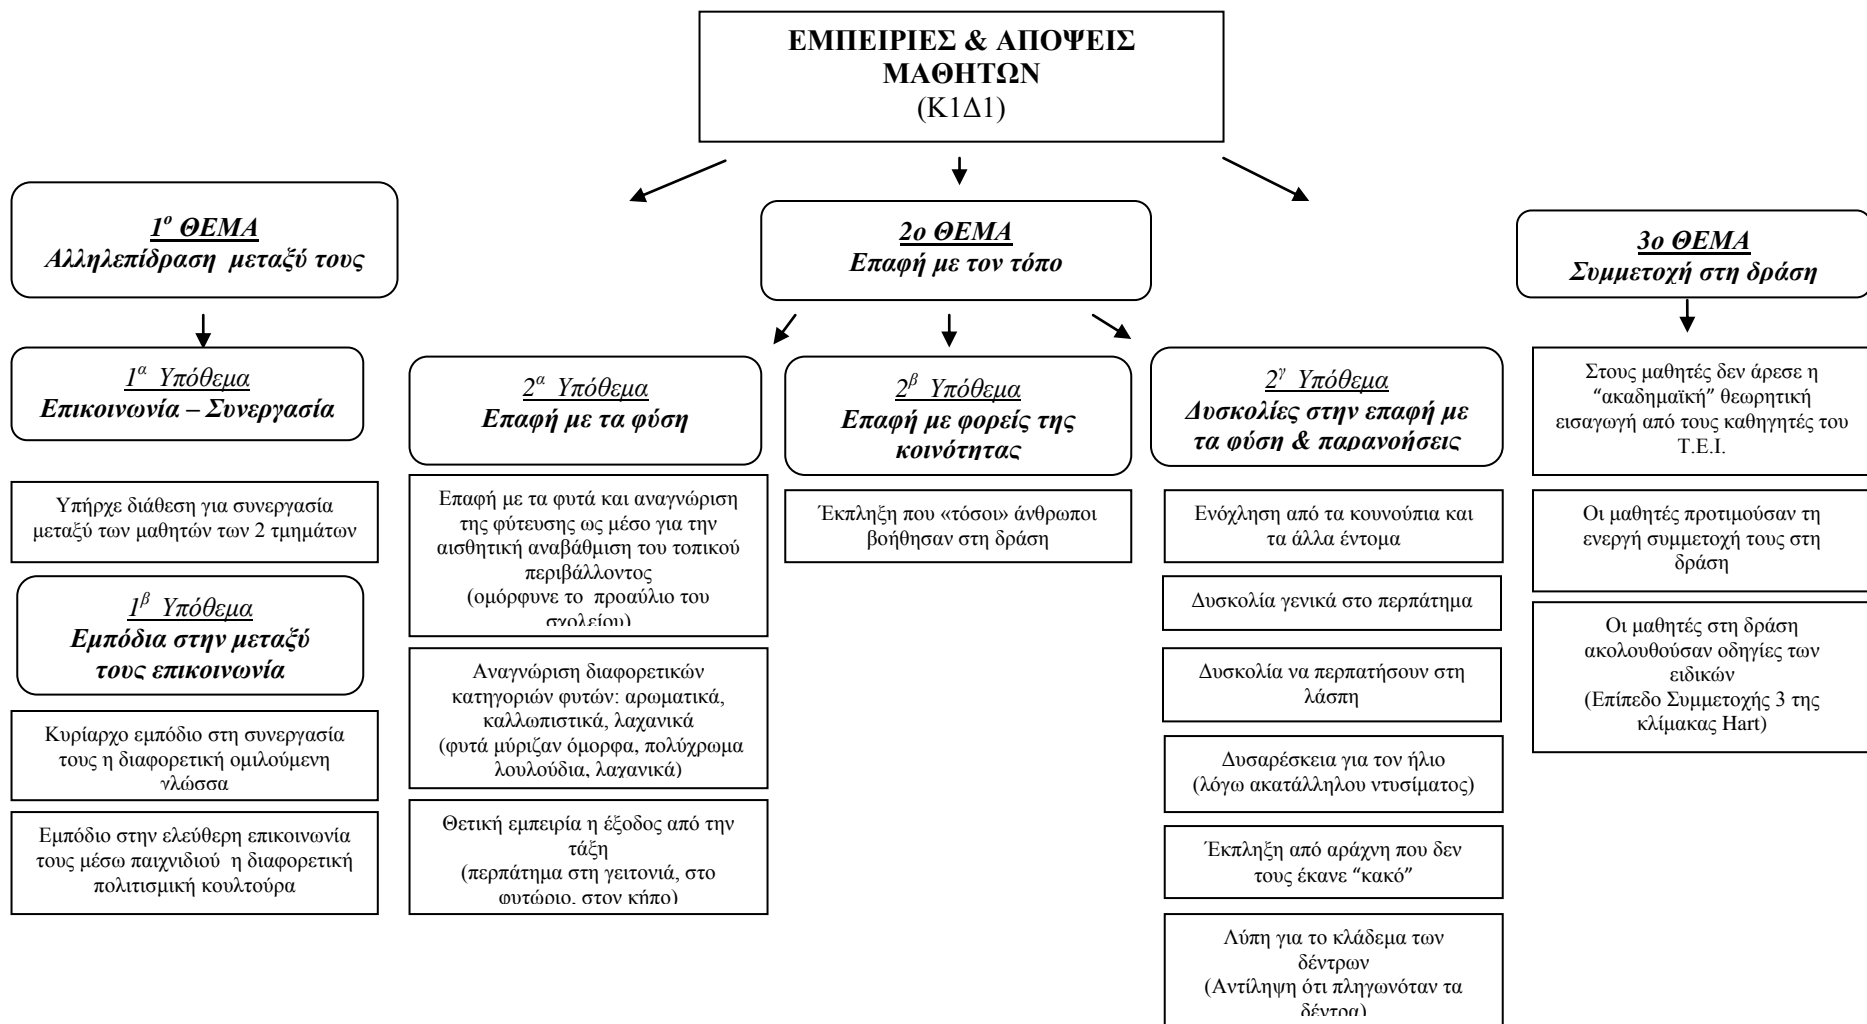 ΕΜΠΕΙΡΙΕΣ & ΑΠΟΨΕΙΣ
ΜΑΘΗΤΩΝ
(Κ1Δ1)
1ο ΘΕΜΑ
Αλληλεπίδραση μεταξύ τους
1α Υπόθεμα
Επικοινωνία – Συνεργασία
Υπήρχε διάθεση για συνεργασία
μεταξύ των μαθητών των 2 τμημάτων
1β Υπόθεμα
Εμπόδια στην μεταξύ
τους επικοινωνία
Κυρίαρχο εμπόδιο στη συνεργασία
τους η διαφορετική ομιλούμενη
γλώσσα
Εμπόδιο στην ελεύθερη επικοινωνία
τους μέσω παιχνιδιού η διαφορετική
πολιτισμική κουλτούρα
2ο ΘΕΜΑ
Επαφή με τον τόπο
2α Υπόθεμα
Επαφή με τα φύση
Επαφή με τα φυτά και αναγνώριση
της φύτευσης ως μέσο για την
αισθητική αναβάθμιση του τοπικού
περιβάλλοντος
(ομόρφυνε το προαύλιο του
σχολείου)
Αναγνώριση διαφορετικών
κατηγοριών φυτών: αρωματικά,
καλλωπιστικά, λαχανικά
(φυτά μύριζαν όμορφα, πολύχρωμα
λουλούδια, λαχανικά)
Θετική εμπειρία η έξοδος από την
τάξη
(περπάτημα στη γειτονιά, στο
φυτώριο, στον κήπο)
2β Υπόθεμα
Επαφή με φορείς της
κοινότητας
Έκπληξη που «τόσοι» άνθρωποι
βοήθησαν στη δράση
2γ Υπόθεμα
Δυσκολίες στην επαφή με
τα φύση & παρανοήσεις
Ενόχληση από τα κουνούπια και
τα άλλα έντομα
Δυσκολία γενικά στο περπάτημα
Δυσκολία να περπατήσουν στη
λάσπη
Δυσαρέσκεια για τον ήλιο
(λόγω ακατάλληλου ντυσίματος)
Έκπληξη από αράχνη που δεν
τους έκανε “κακό”
Λύπη για το κλάδεμα των
δέντρων
(Αντίληψη ότι πληγωνόταν τα
δέντρα)
3ο ΘΕΜΑ
Συμμετοχή στη δράση
Στους μαθητές δεν άρεσε η
“ακαδημαϊκή” θεωρητική
εισαγωγή από τους καθηγητές του
Τ.Ε.Ι.
Οι μαθητές προτιμούσαν τη
ενεργή συμμετοχή τους στη
δράση
Οι μαθητές στη δράση
ακολουθούσαν οδηγίες των
ειδικών
(Επίπεδο Συμμετοχής 3 της
κλίμακας Hart)